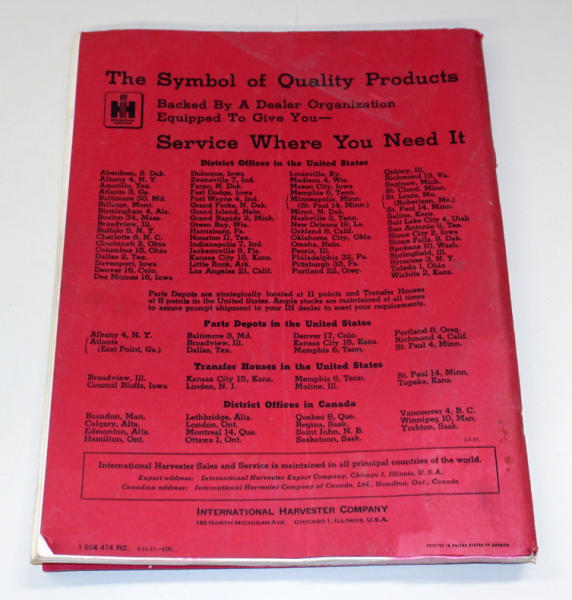 The Symbol of Quality Products
Backed By A Dealer Organization
Equipped To Give You—
Service Where You Need It
District Offices in the United States
Aberdeen, S. Dak.
Albany 4, N. Y.
Amarillo, Tex.
Atlanta 3, Ga.
Baltimore 30, Md.
Billings, Mont.
Birmingham 4, Ala.
Boston 34, Mass.
Broadview, Ill.
Buffalo 5, N. Y.
Charlotte 6, N. C.
Cincinnati 2, Ohio
Columbus 15, Ohio
Dallas 2, Tex.
Davenport, Iowa
Denver 16, Colo.
Des Moines 16, Iowa
Dubuque, Iowa
Evansville 7, Ind.
Fargo, N. Dak.
Fort Dodge, Iowa
Fort Wayne 4, Ind.
Grand Forks, N. Dak.
Grand Island, Nebr.
Grand Rapids 2, Mich.
Green Bay, Wis.
Harrisburg, Pa.
Houston 11, Tex.
Indianapolis 7, Ind.
Jacksonville 9, Fla.
Kansas City 15, Kans.
Little Rock, Ark.
Los Angeles 21, Calif.
Louisville, Ky.
Madison 4, Wis.
Mason City, Iowa
Memphis 6, Tenn.
Minneapolis, Minn.
(St. Paul 14, Minn.)
Minot, N. Dak.
Nashville 3, Tenn.
New Orleans 19, La.
Oakland 8, Calif.
Oklahoma City, Okla.
Omaha, Nebr.
Peoria, Ill.
Philadelphia 32, Pa.
Pittsburgh 33, Pa.
Portland 22, Oreg.
Quincy, Ill.
Richmond 13, Va.
Saginaw, Mich.
St. Cloud, Minn.
St. Louis, Mo.
(Robertson, Mo.)
St. Paul 14, Minn.
Salina, Kans.
Salt Lake City 4, Utah
San Antonio 6, Tex.
Sioux City 2, Iowa
Sioux Falls, S. Dak.
Spokane 10, Wash.
Springfield, Ill.
Syracuse 3, N. Y.
Toledo 1, Ohio
Wichita 2, Kans.
Parts Depots are strategically located at 11 points and Transfer Houses
at 8 points in the United States. Ample stocks are maintained at all times
to assure prompt shipment to your IH dealer to meet your requirements.
Parts Depots in the United States
Albany 4, N. Y.
Atlanta
(East Point, Ga.)
Baltimore 3, Md.
Broadview, Ill.
Dallas, Tex.
Denver 17, Colo.
Kansas City 15, Kans.
Memphis 6, Tenn.
Portland 8, Oreg.
Richmond 4, Calif.
St. Paul 4, Minn.
Transfer Houses in the United States
Broadview, Ill.
Council Bluffs, Iowa
Kansas City 15, Kans.
Linden, N. J.
Memphis 6, Tenn.
Moline, Ill.
St. Paul 14, Minn.
Topeka, Kans.
District Offices in Canada
Brandon, Man.
Calgary, Alta.
Edmonton, Alta.
Hamilton, Ont.
Lethbridge, Alta.
London, Ont.
Montreal 14, Que.
Ottawa 1, Ont.
Quebec 8, Que.
Regina, Sask.
Saint John, N. B.
Saskatoon, Sask.
Vancouver 4, B. C.
Winnipeg 10, Man.
Yorkton, Sask.
International Harvester Sales and Service is maintained in all principal countries of the world.
Export address: International Harvester Export Company, Chicago 1, Illinois, U. S. A.
Canadian address: International Harvester Company of Canada, Ltd., Hamilton, Ont., Canada
INTERNATIONAL HARVESTER COMPANY
180 NORTH MICHIGAN AVE. CHICAGO 1, ILLINOIS, U.S.A.
1 004 474 R2.
PRINTED IN UNITED STATES OF AMERICA